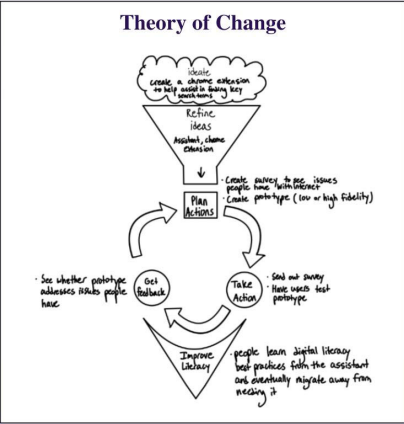 Theory of Change
ideate
create a chrome extension
to help assist in finding key
search terms
Refine
ideas
Assistant, chrome
extension
Plan
Actions
· Create survey to see issues
people have with internet
· Create prototype (low or high fidelity)
Take
Action
· Send out survey
· Have users test
prototype
Get
feedback
· See whether prototype
addresses issues people
have
Improve
Literacy
· people learn digital literacy
best practices from the assistant
and eventually migrate away from
needing it